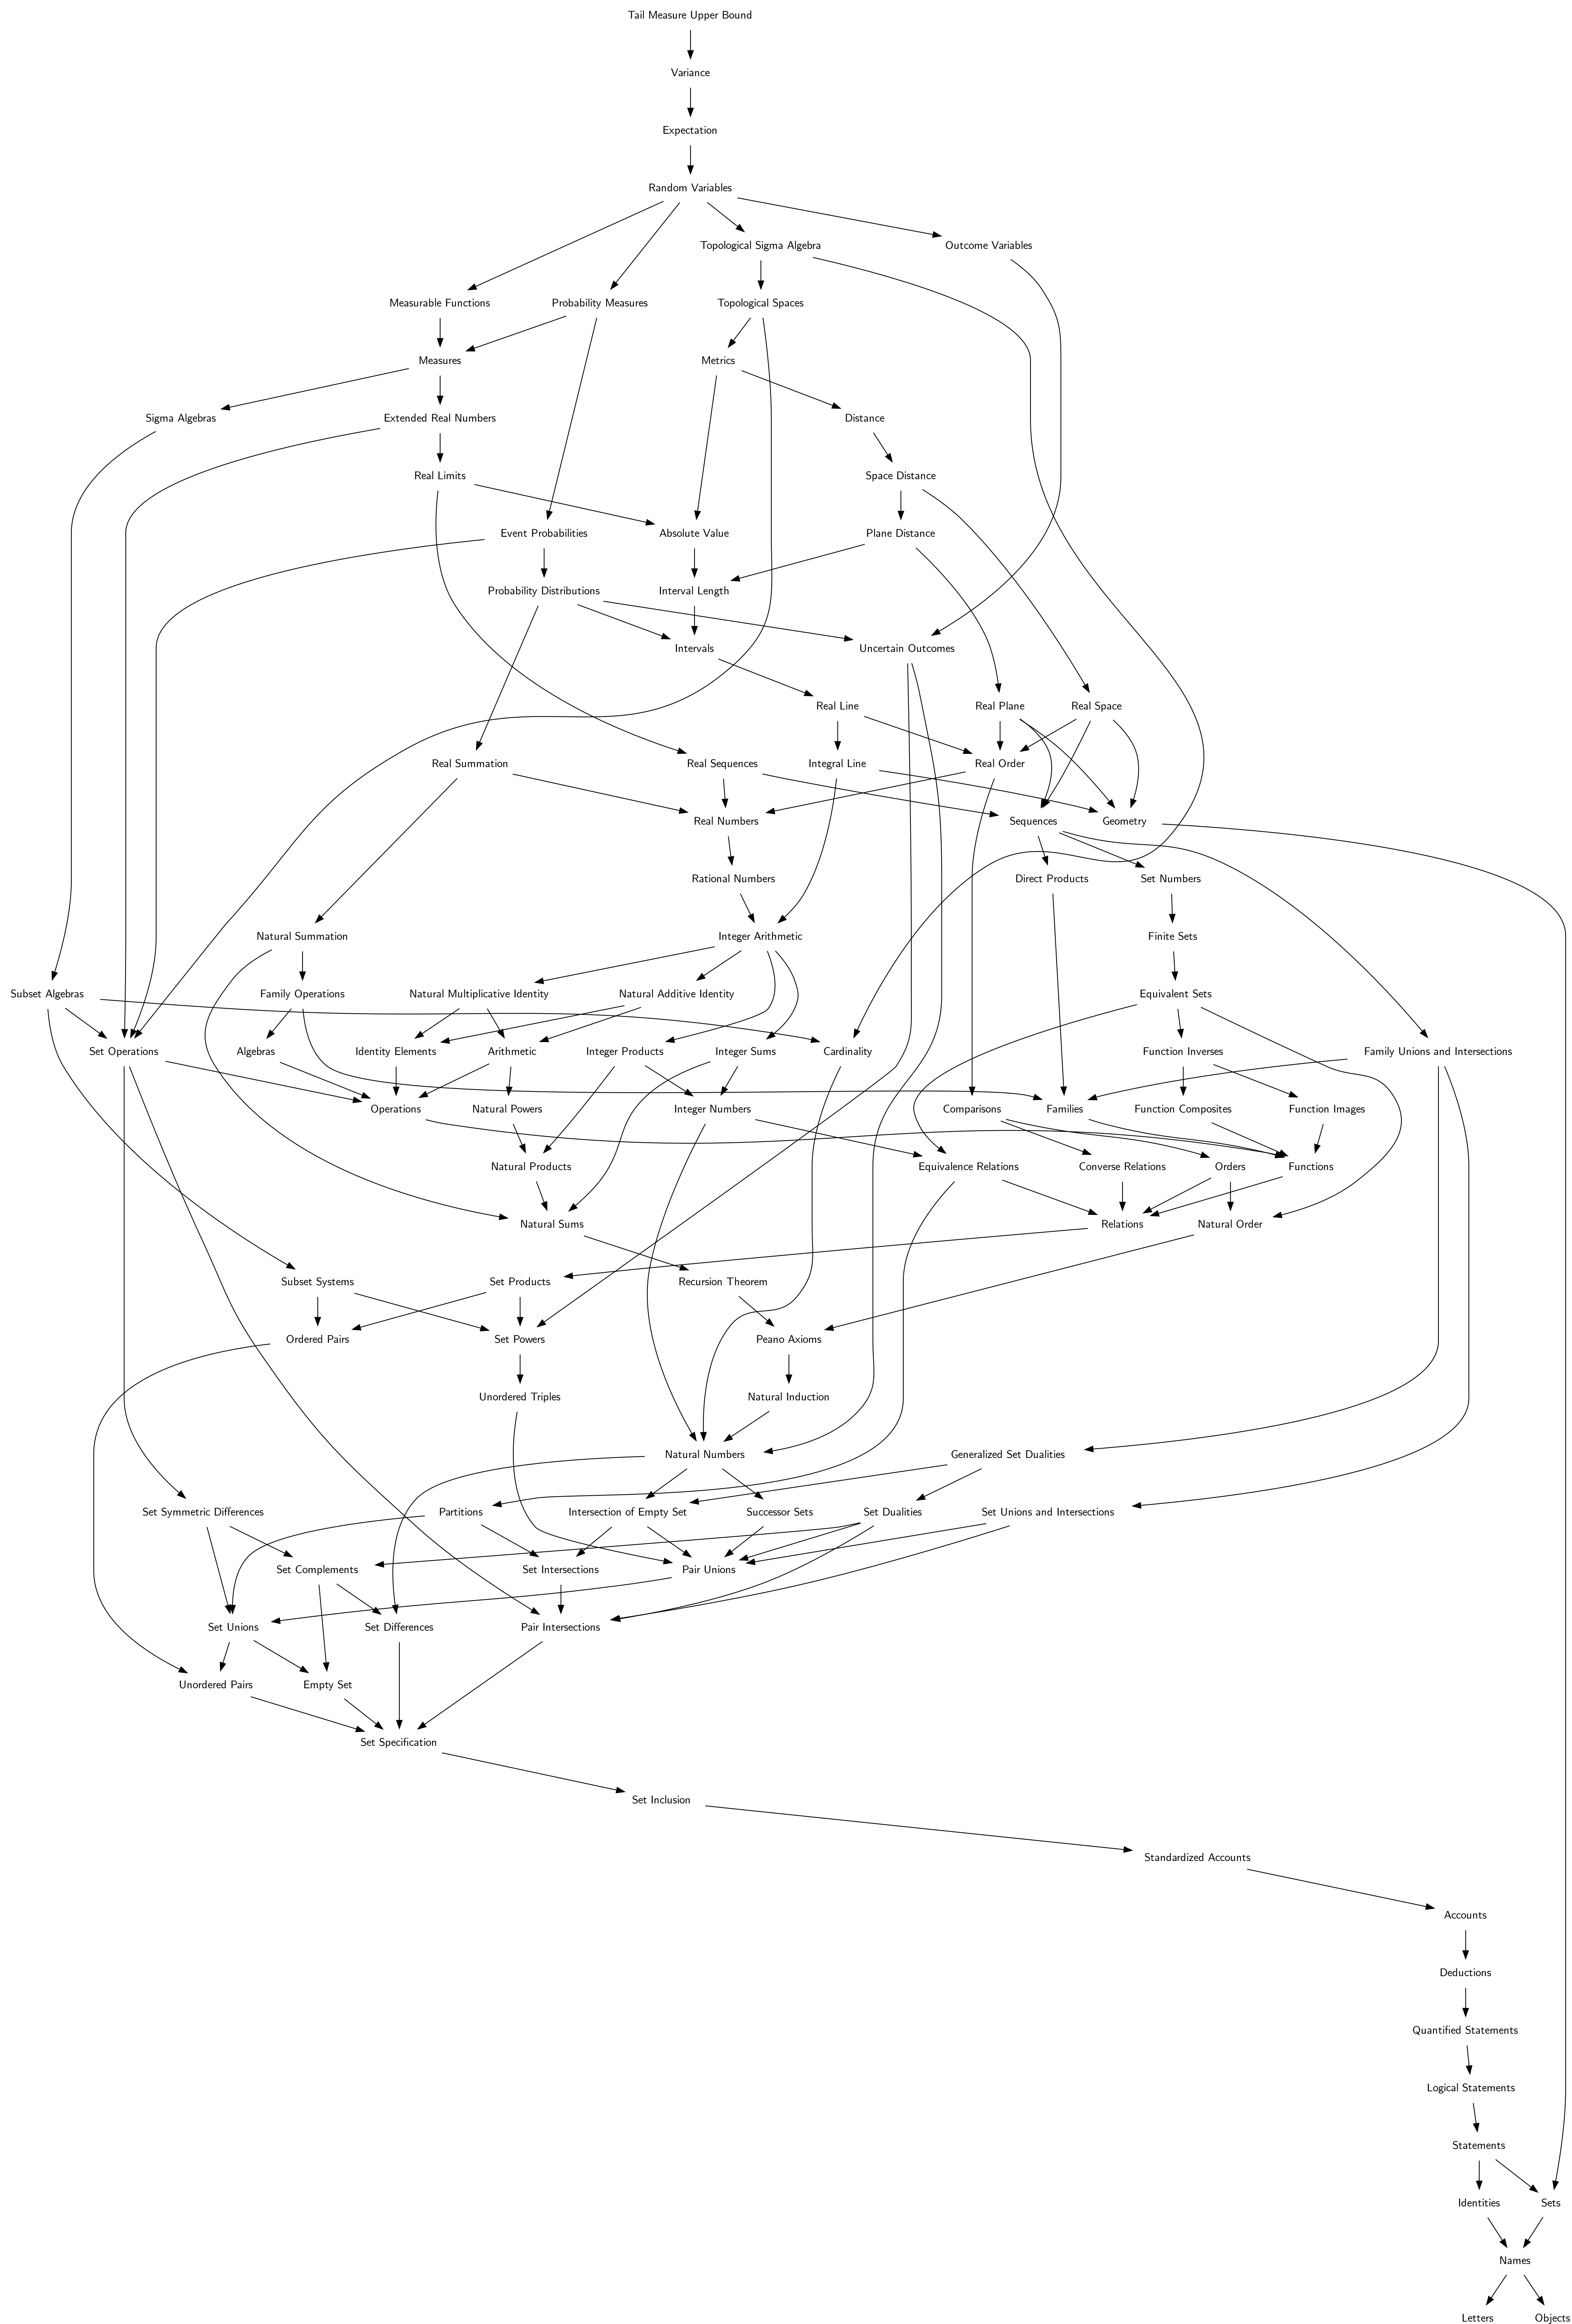 Tail Measure Upper Bound
Variance
Expectation
Random Variables
Topological Sigma Algebra
Outcome Variables
Measurable Functions
Probability Measures
Topological Spaces
Measures
Metrics
Sigma Algebras
Extended Real Numbers
Distance
Real Limits
Space Distance
Event Probabilities
Absolute Value
Plane Distance
Probability Distributions
Interval Length
Intervals
Uncertain Outcomes
Real Line
Real Plane
Real Space
Real Summation
Real Sequences
Integral Line
Real Order
Real Numbers
Sequences
Geometry
Rational Numbers
Direct Products
Set Numbers
Natural Summation
Integer Arithmetic
Finite Sets
Subset Algebras
Family Operations
Natural Multiplicative Identity
Natural Additive Identity
Equivalent Sets
Set Operations
Algebras
Identity Elements
Arithmetic
Integer Products
Integer Sums
Cardinality
Function Inverses
Family Unions and Intersections
Operations
Natural Powers
Integer Numbers
Comparisons
Families
Function Composites
Function Images
Natural Products
Equivalence Relations
Converse Relations
Orders
Functions
Natural Sums
Relations
Natural Order
Subset Systems
Set Products
Recursion Theorem
Ordered Pairs
Set Powers
Peano Axioms
Unordered Triples
Natural Induction
Natural Numbers
Generalized Set Dualities
Set Symmetric Differences
Partitions
Intersection of Empty Set
Successor Sets
Set Dualities
Set Unions and Intersections
Set Complements
Set Intersections
Pair Unions
Set Unions
Set Differences
Pair Intersections
Unordered Pairs
Empty Set
Set Specification
Set Inclusion
Standardized Accounts
Accounts
Deductions
Quantified Statements
Logical Statements
Statements
Identities
Sets
Names
Letters
Objects